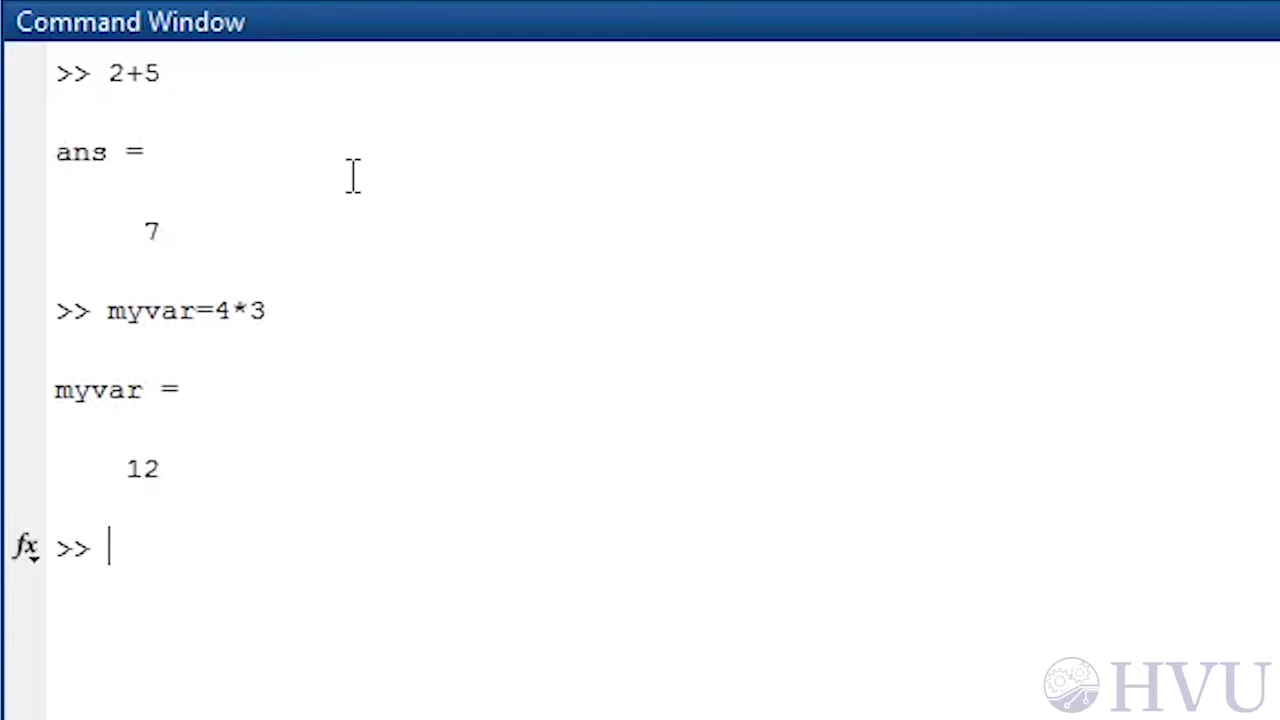 Command Window
>> 2+5
ans =
7
>> myvar=4*3
myvar =
12
fx >>
HVU